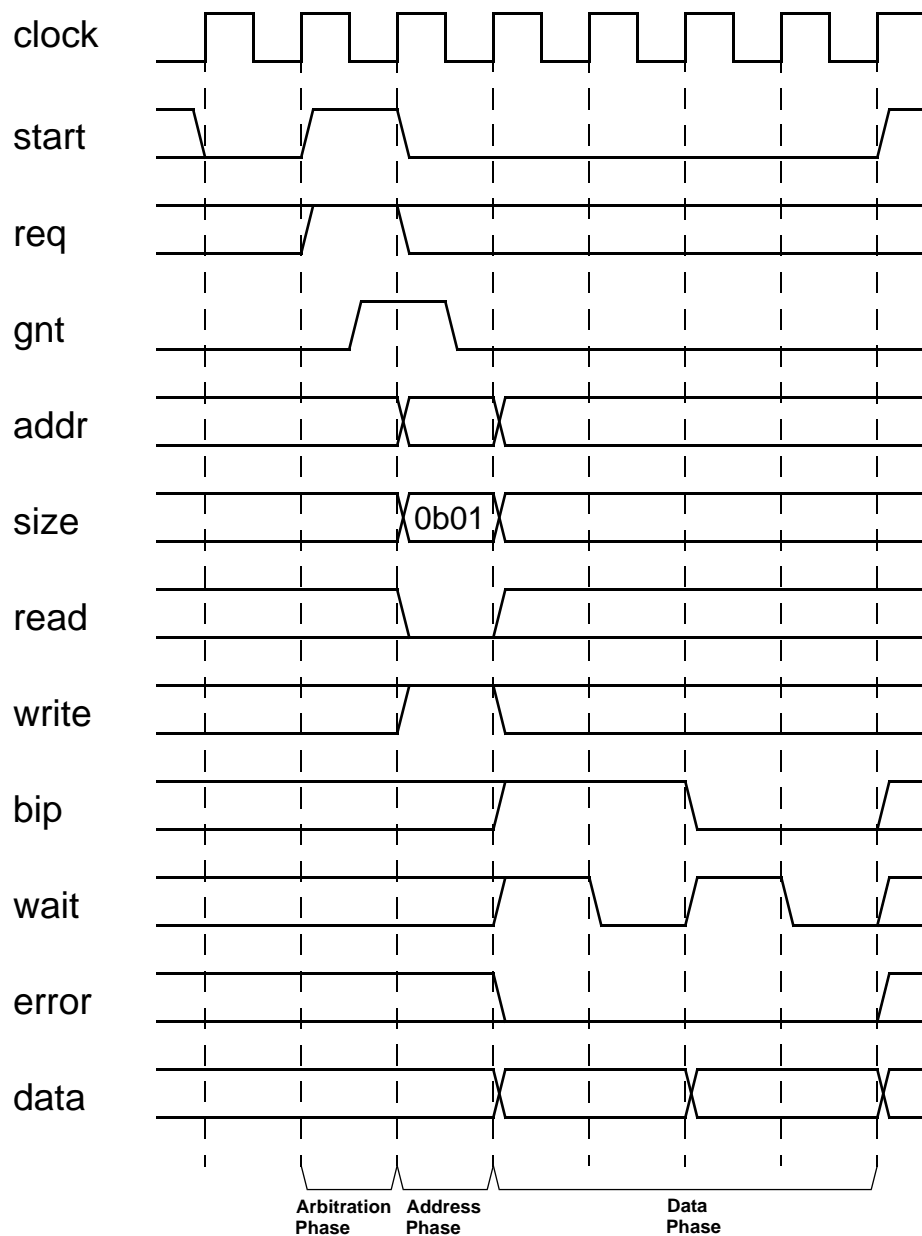 clock
start
req
gnt
addr
size
0b01
read
write
bip
wait
error
data
Arbitration
Phase
Address
Phase
Data
Phase